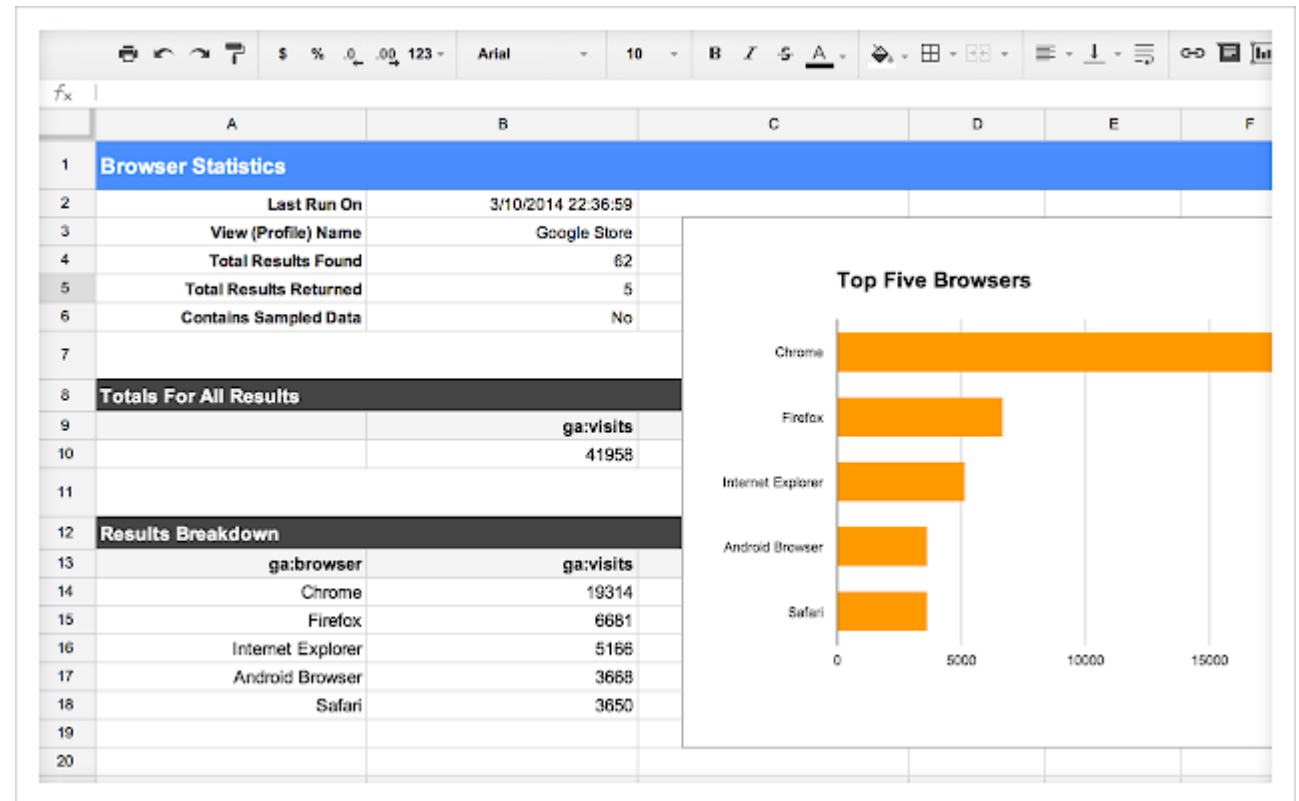 $ % .0 .00 123 Arial 10 B I S A
fx
A B C D E F
1 Browser Statistics
2 Last Run On 3/10/2014 22:36:59
3 View (Profile) Name Google Store
4 Total Results Found 62
5 Total Results Returned 5
6 Contains Sampled Data No
7
8 Totals For All Results
9 ga:visits
10 41958
11
12 Results Breakdown
13 ga:browser ga:visits
14 Chrome 19314
15 Firefox 6681
16 Internet Explorer 5166
17 Android Browser 3668
18 Safari 3650
19
20
Top Five Browsers
Chrome
Firefox
Internet Explorer
Android Browser
Safari
0 5000 10000 15000